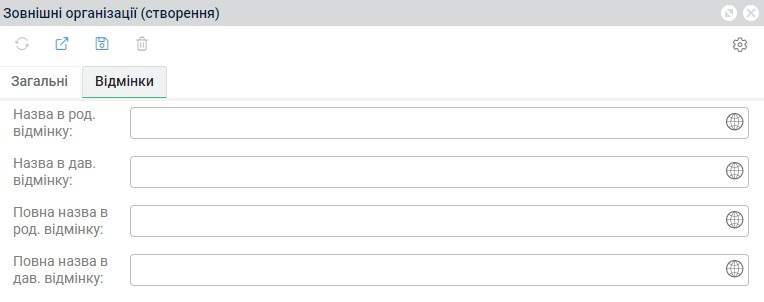 Зовнішні організації (створення)
Загальні Відмінки
Назва в род.
відмінку:
Назва в дав.
відмінку:
Повна назва в
род. відмінку:
Повна назва в
дав. відмінку: